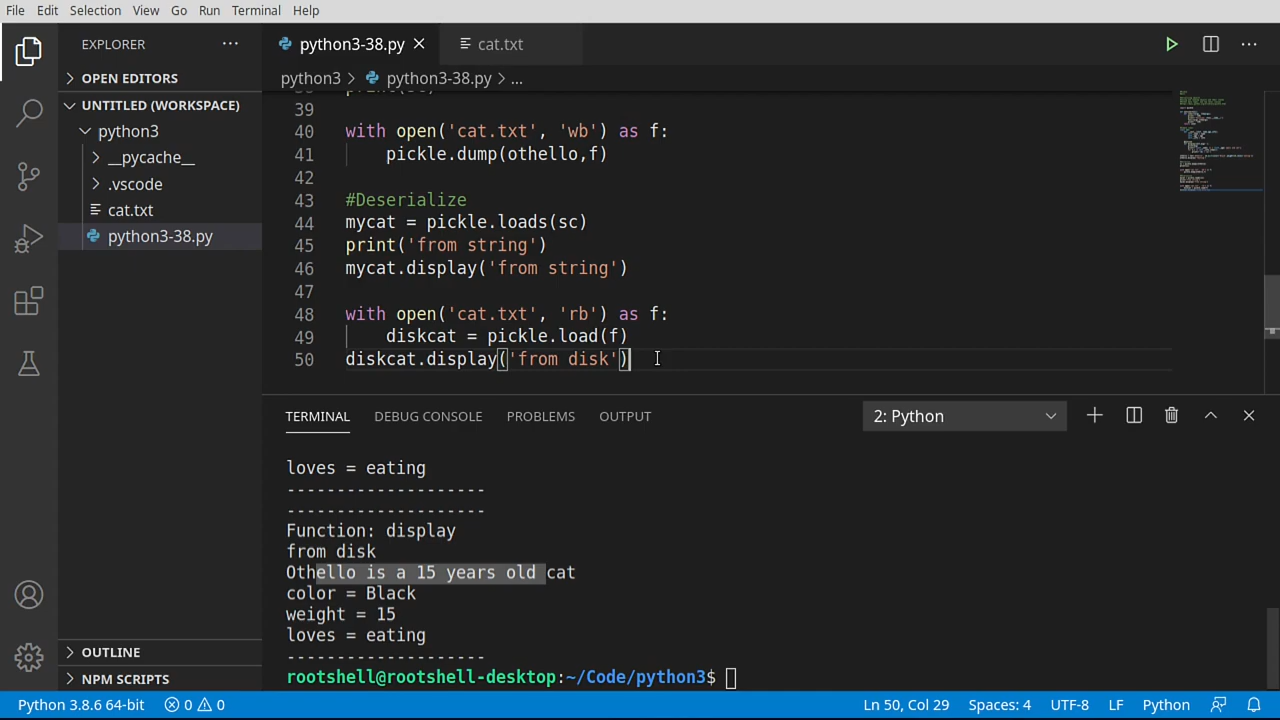 File Edit Selection View Go Run Terminal Help
EXPLORER
OPEN EDITORS
UNTITLED (WORKSPACE)
python3
__pycache__
.vscode
cat.txt
python3-38.py
OUTLINE
NPM SCRIPTS
python3-38.py cat.txt
python3 > python3-38.py > ...
39
40 with open('cat.txt', 'wb') as f:
41 pickle.dump(othello,f)
42
43 #Deserialize
44 mycat = pickle.loads(sc)
45 print('from string')
46 mycat.display('from string')
47
48 with open('cat.txt', 'rb') as f:
49 diskcat = pickle.load(f)
50 diskcat.display('from disk')
TERMINAL DEBUG CONSOLE PROBLEMS OUTPUT 2: Python
loves = eating
-------------------
-------------------
Function: display
from disk
Othello is a 15 years old cat
color = Black
weight = 15
loves = eating
-------------------
rootshell@rootshell-desktop:~/Code/python3$
Python 3.8.6 64-bit 0 0 Ln 50, Col 29 Spaces: 4 UTF-8 LF Python